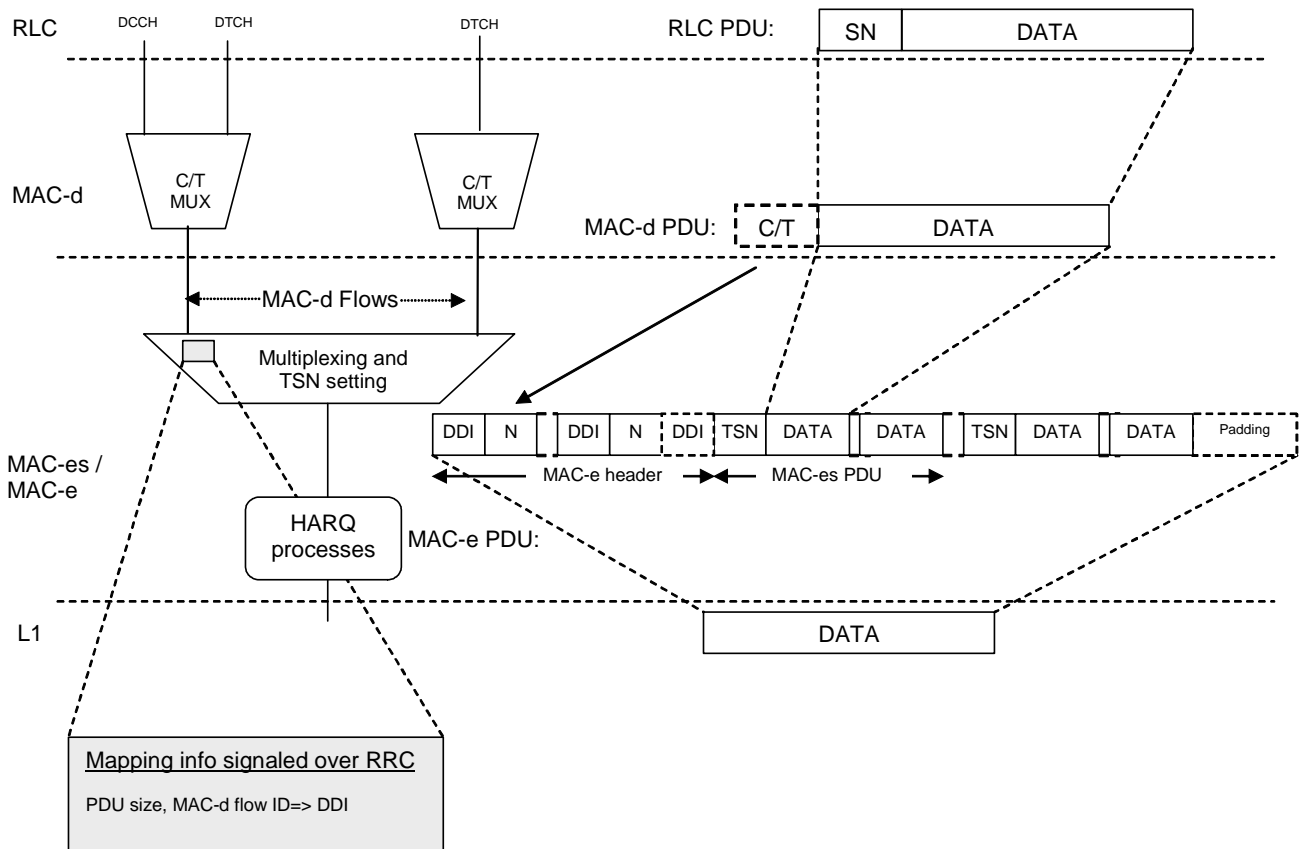 RLC
DCCH
DTCH
DTCH
RLC PDU:
SN
DATA
MAC-d
C/T
MUX
C/T
MUX
MAC-d PDU:
C/T
DATA
MAC-d Flows
Multiplexing and
TSN setting
DDI
N
DDI
N
DDI
TSN
DATA
DATA
TSN
DATA
DATA
Padding
MAC-es /
MAC-e
MAC-e header
MAC-es PDU
HARQ
processes
MAC-e PDU:
L1
DATA
Mapping info signaled over RRC
PDU size, MAC-d flow ID=> DDI